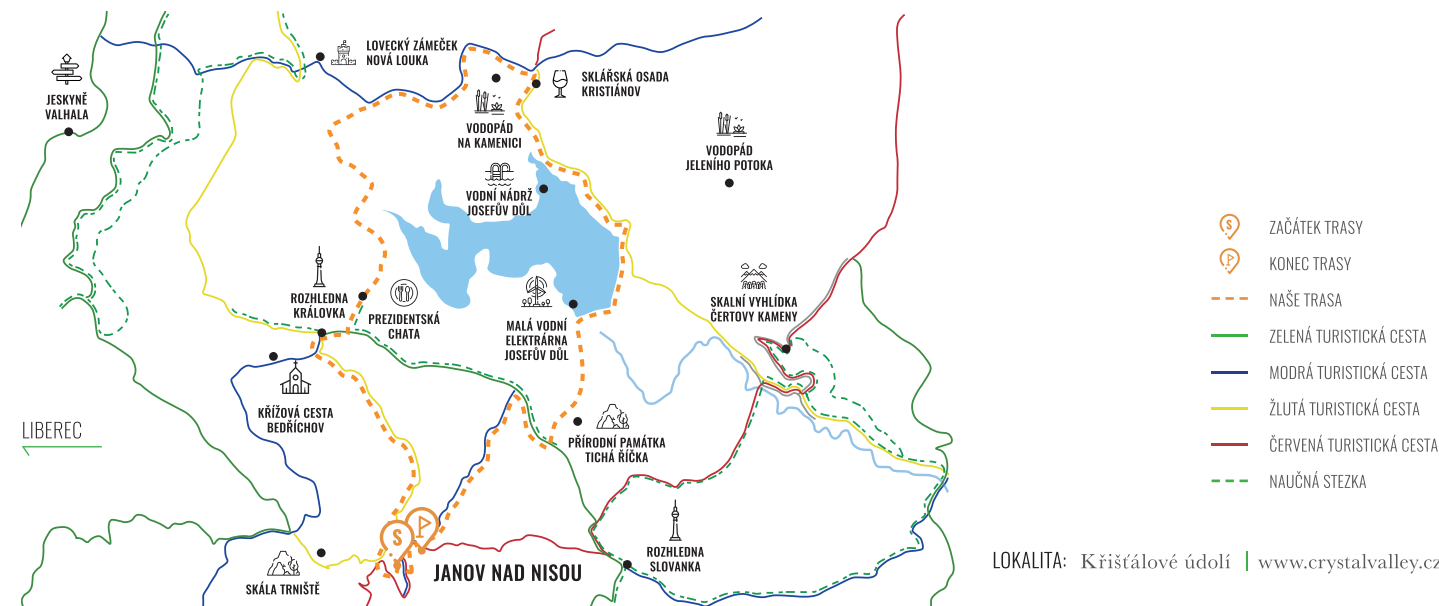 LOVECKÝ ZÁMEČEK
NOVÁ LOUKA
SKLÁŘSKÁ OSADA
KRISTIÁNOV
JESKYNĚ
VALHALA
VODOPÁD
NA KAMENICI
VODOPÁD
JELENÍHO POTOKA
VODNÍ NÁDRŽ
JOSEFŮV DŮL
ROZHLEDNA
KRÁLOVKA
PREZIDENTSKÁ
CHATA
MALÁ VODNÍ
ELEKTRÁRNA
JOSEFŮV DŮL
SKALNÍ VYHLÍDKA
ČERTOVY KAMENY
KŘÍŽOVÁ CESTA
BEDŘICHOV
LIBEREC
PŘÍRODNÍ PAMÁTKA
TICHÁ ŘÍČKA
S
P
ROZHLEDNA
SLOVANKA
JANOV NAD NISOU
SKÁLA TRNIŠTĚ
S ZAČÁTEK TRASY
P KONEC TRASY
NAŠE TRASA
ZELENÁ TURISTICKÁ CESTA
MODRÁ TURISTICKÁ CESTA
ŽLUTÁ TURISTICKÁ CESTA
ČERVENÁ TURISTICKÁ CESTA
NAUČNÁ STEZKA
LOKALITA: Křišťálové údolí | www.crystalvalley.cz